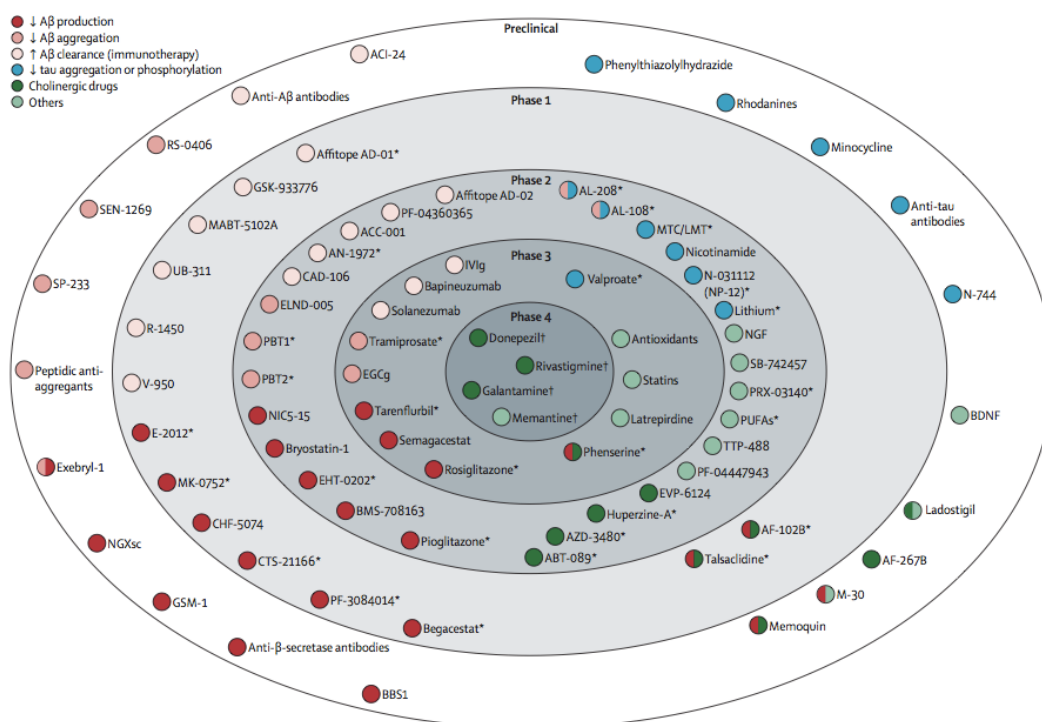 ↓ Aβ production
↓ Aβ aggregation
↑ Aβ clearance (immunotherapy)
↓ tau aggregation or phosphorylation
Cholinergic drugs
Others
Preclinical
ACI-24
Phenylthiazolylhydrazide
Anti-Aβ antibodies
Rhodanines
RS-0406
Minocycline
SEN-1269
Anti-tau
antibodies
SP-233
N-744
Peptidic anti-
aggregants
BDNF
Exebryl-1
Ladostigil
NGXsc
AF-267B
GSM-1
M-30
Memoquin
Anti-β-secretase antibodies
BBS1
Phase 1
Affitope AD-01*
GSK-933776
MABT-5102A
UB-311
R-1450
V-950
E-2012*
MK-0752*
CHF-5074
CTS-21166*
PF-3084014*
Begacestat*
AF-102B*
Talsaclidine*
Phase 2
Affitope AD-02
AL-208*
PF-04360365
AL-108*
ACC-001
MTC/LMT*
AN-1972*
Nicotinamide
CAD-106
N-031112
(NP-12)*
ELND-005
Lithium*
PBT1*
NGF
PBT2*
SB-742457
NIC5-15
PRX-03140*
Bryostatin-1
PUFAs*
EHT-0202*
TTP-488
BMS-708163
PF-04447943
Pioglitazone*
EVP-6124
Huperzine-A*
AZD-3480*
ABT-089*
Phase 3
IVIg
Valproate*
Bapineuzumab
Solanezumab
Tramiprosate*
Antioxidants
EGCg
Statins
Tarenflurbil*
Latrepirdine
Semagacestat
Phenserine*
Rosiglitazone*
Phase 4
Donepezil†
Rivastigmine†
Galantamine†
Memantine†